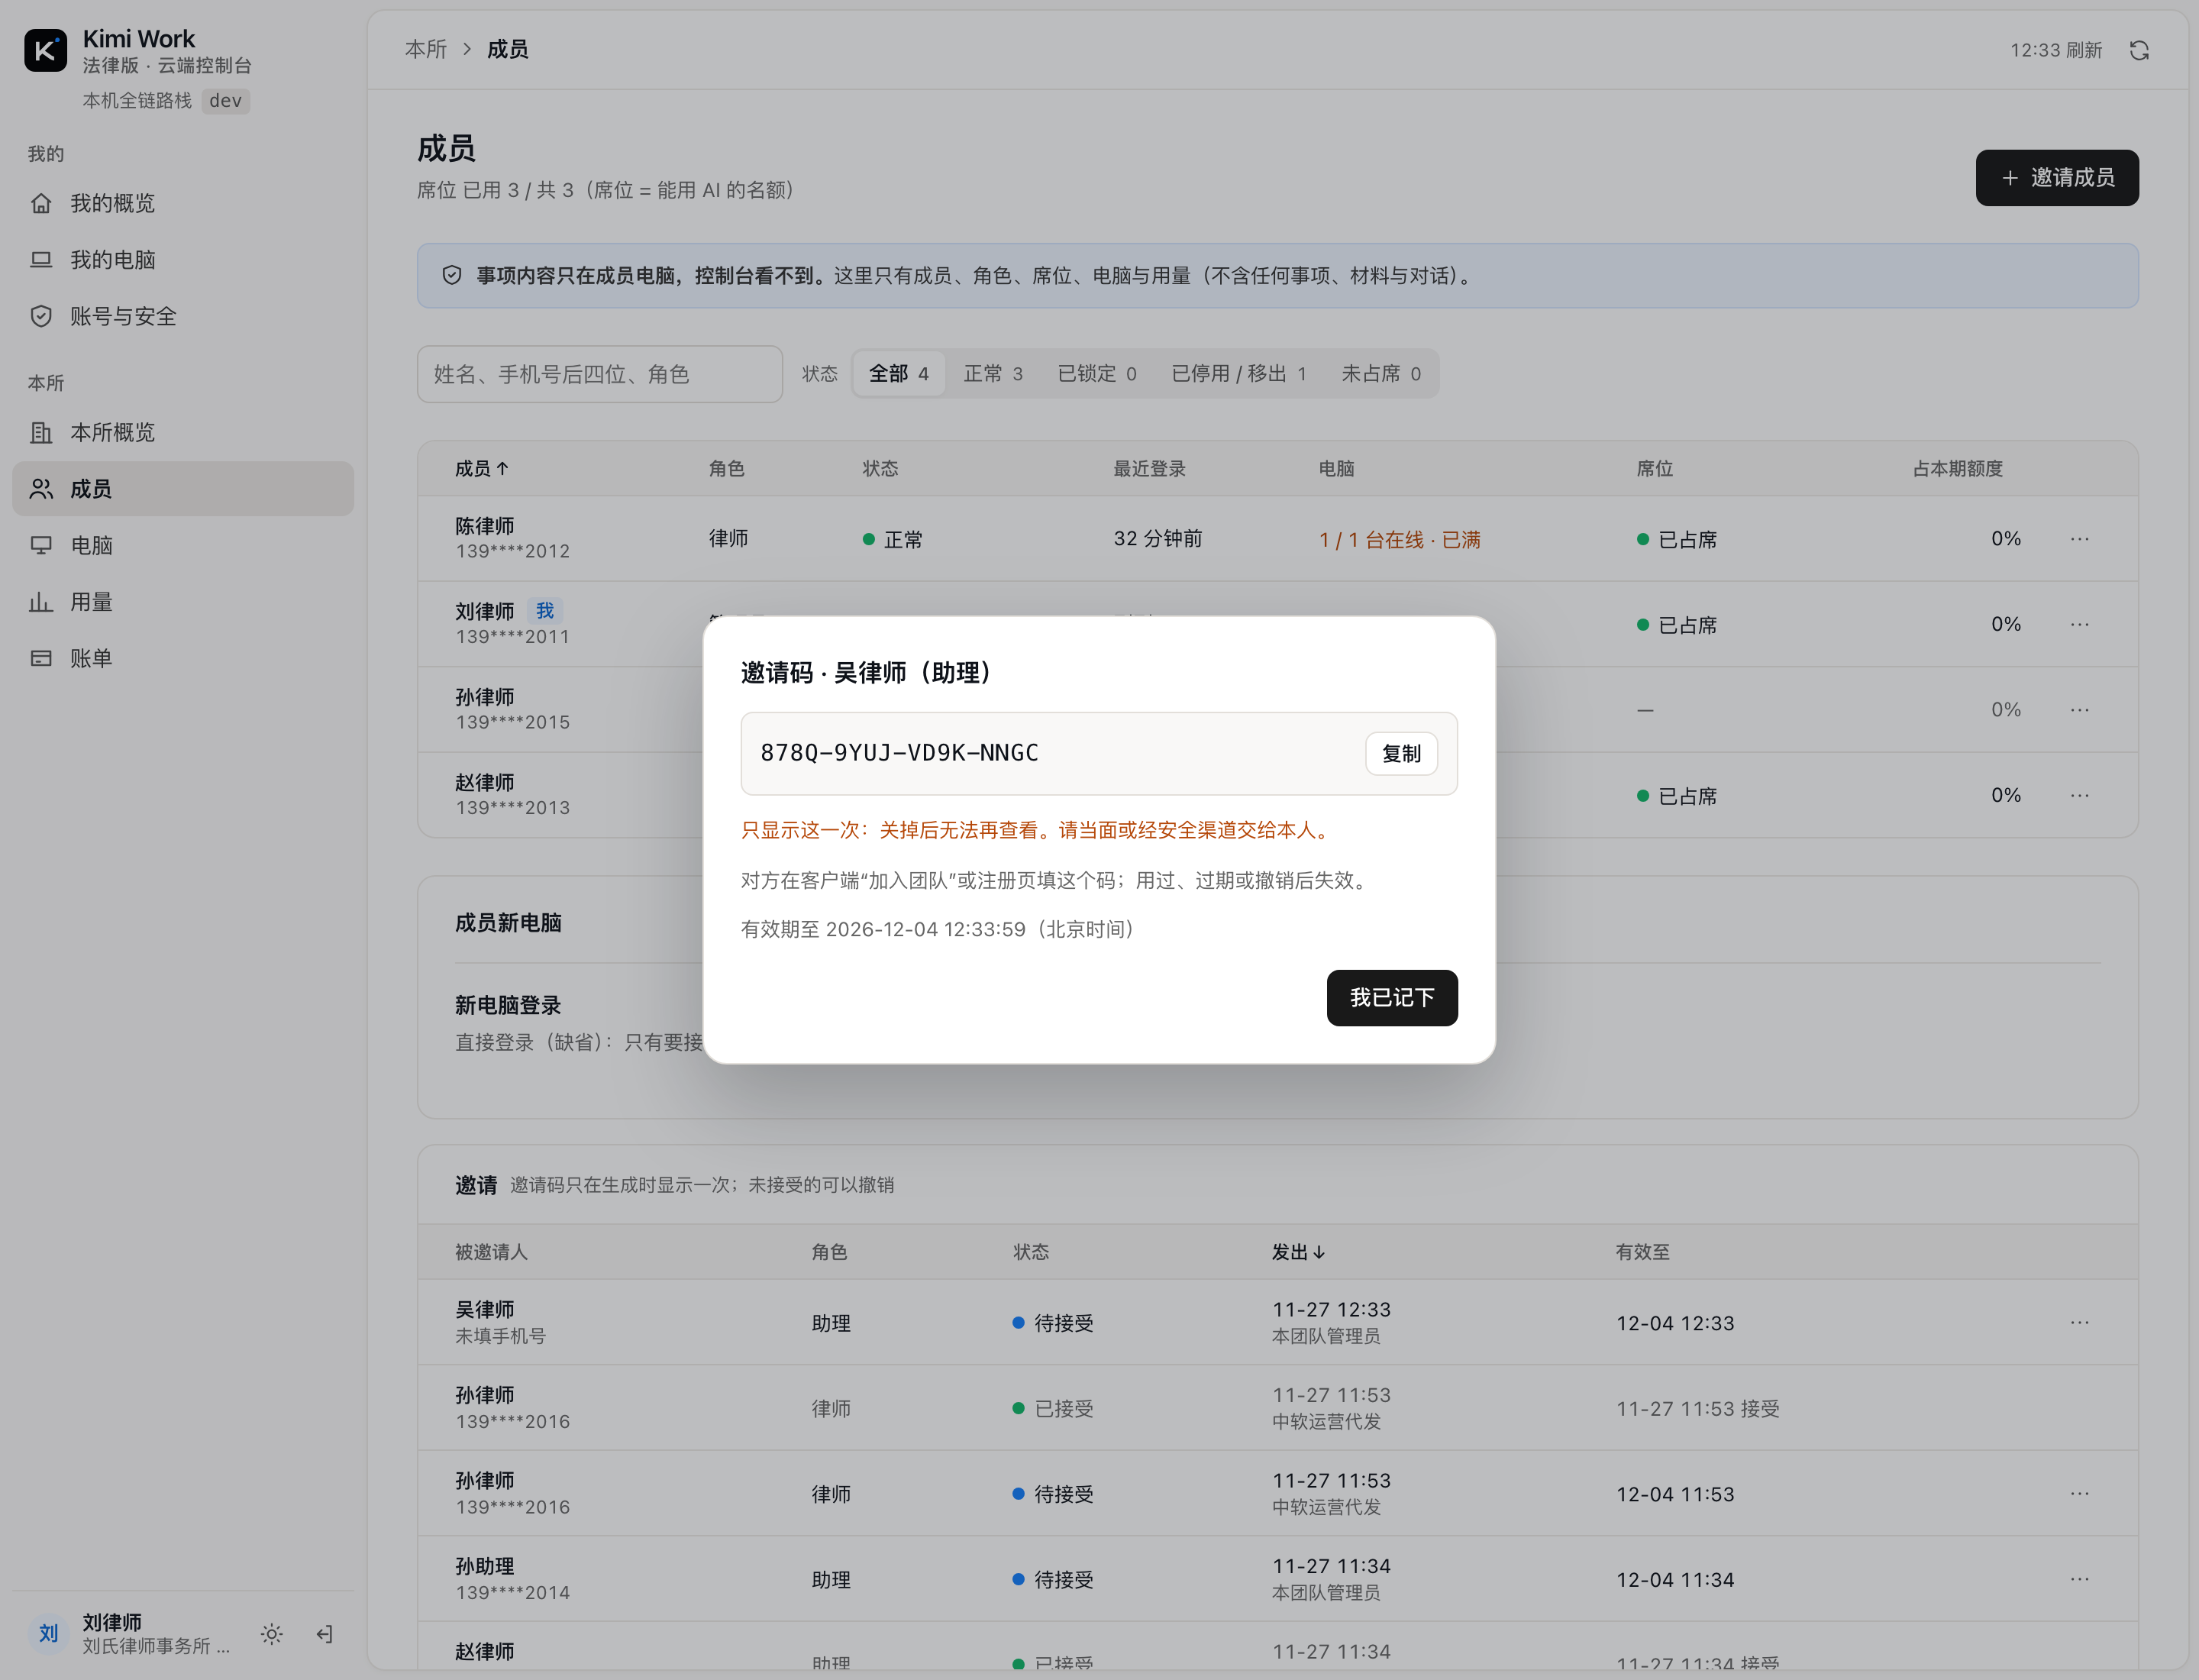 Kimi Work
法律版 · 云端控制台
本机全链路栈 dev
我的
我的概览
我的电脑
账号与安全
本所
本所概览
成员
电脑
用量
账单
刘
刘律师
刘氏律师事务所 ...
本所 > 成员
12:33 刷新
成员
席位 已用 3 / 共 3（席位 = 能用 AI 的名额）
+ 邀请成员
事项内容只在成员电脑，控制台看不到。这里只有成员、角色、席位、电脑与用量（不含任何事项、材料与对话）。
姓名、手机号后四位、角色
状态 全部 4 正常 3 已锁定 0 已停用 / 移出 1 未占席 0
成员 ↑ 角色 状态 最近登录 电脑 席位 占本期额度
陈律师
139****2012
律师 正常 32 分钟前 1 / 1 台在线 · 已满 已占席 0% ···
刘律师 我
139****2011
已占席 0% ···
孙律师
139****2015
— 0% ···
赵律师
139****2013
已占席 0% ···
邀请码 · 吴律师（助理）
878Q-9YUJ-VD9K-NNGC
复制
只显示这一次：关掉后无法再查看。请当面或经安全渠道交给本人。
对方在客户端“加入团队”或注册页填这个码；用过、过期或撤销后失效。
有效期至 2026-12-04 12:33:59（北京时间）
我已记下
成员新电脑
新电脑登录
直接登录（缺省）：只有要接
邀请 邀请码只在生成时显示一次；未接受的可以撤销
被邀请人 角色 状态 发出 ↓ 有效至
吴律师
未填手机号
助理 待接受
11-27 12:33
本团队管理员
12-04 12:33 ···
孙律师
139****2016
律师 已接受
11-27 11:53
中软运营代发
11-27 11:53 接受
孙律师
139****2016
律师 待接受
11-27 11:53
中软运营代发
12-04 11:53 ···
孙助理
139****2014
助理 待接受
11-27 11:34
本团队管理员
12-04 11:34 ···
赵律师
助理 已接受
11-27 11:34
11-27 11:34 接受